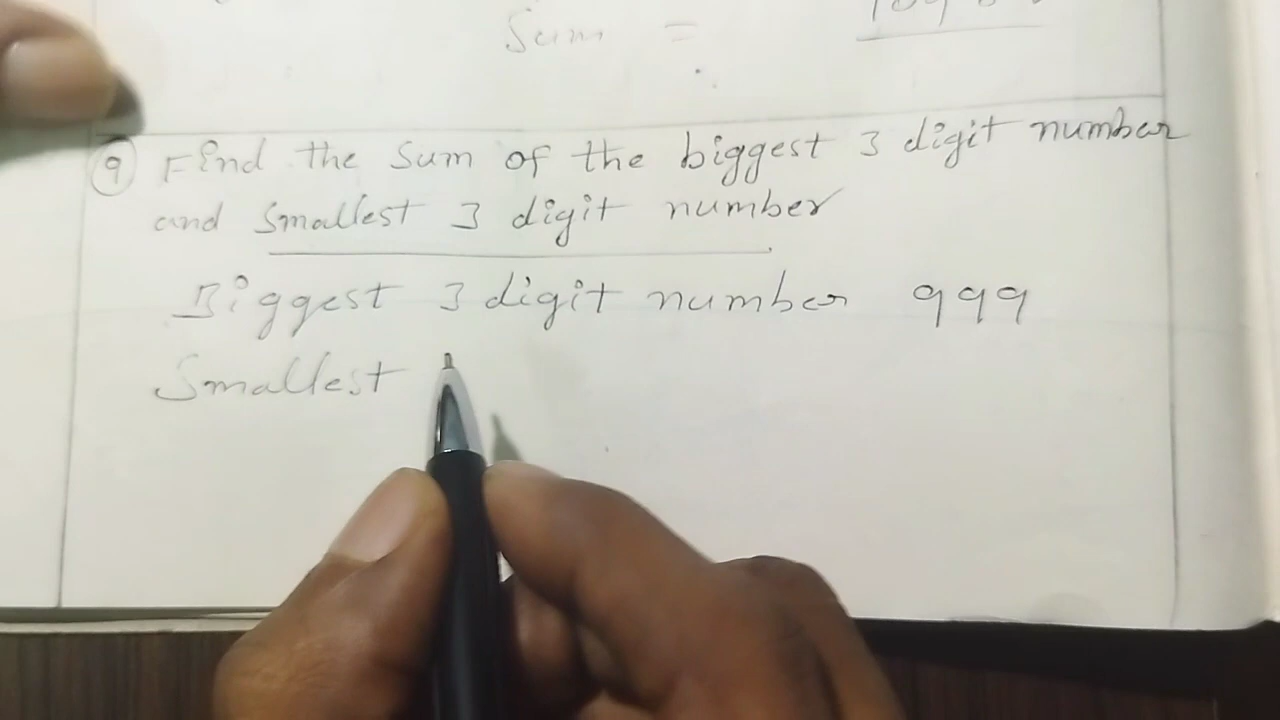 Sum =
9 Find the Sum of the biggest 3 digit number
and Smallest 3 digit number
Biggest 3 digit number 999
Smallest